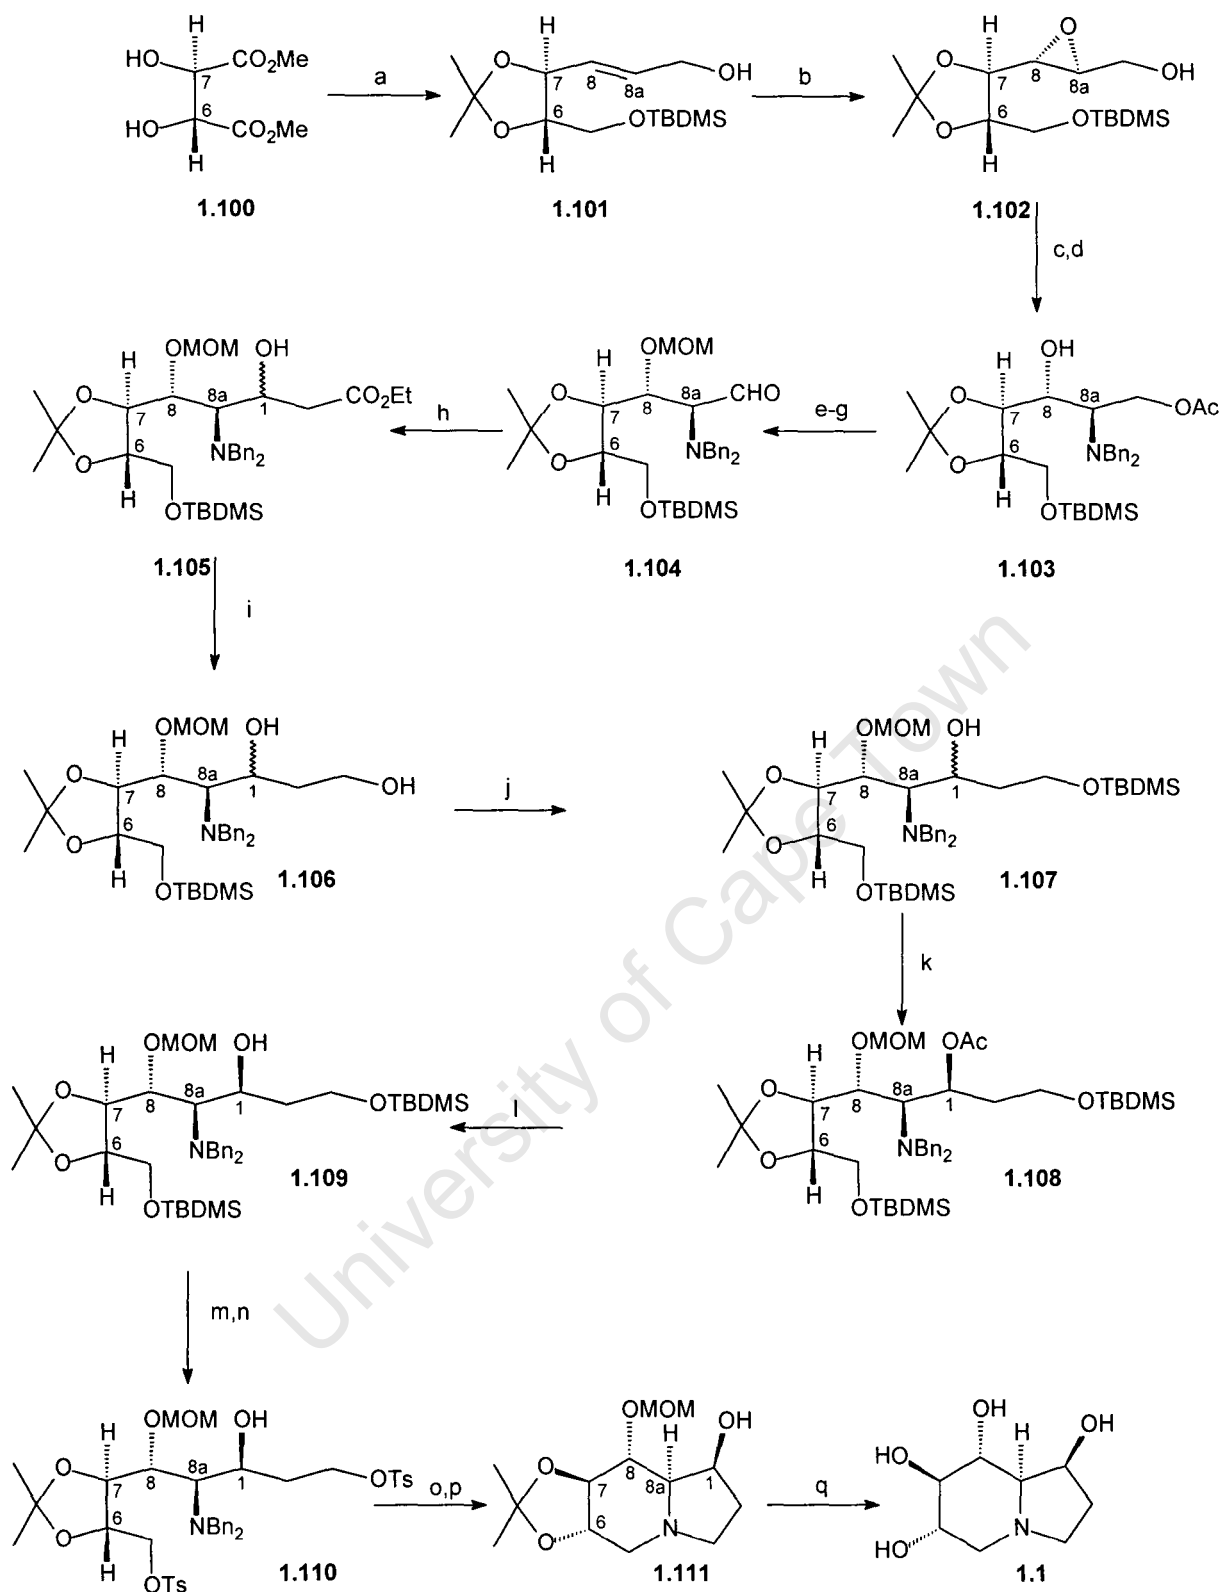 H
HO
CO2Me
7
6
HO
CO2Me
H
1.100
a
H
O
OH
7
8
8a
6
O
OTBDMS
H
1.101
b
H
O
O
OH
7
8
8a
6
O
OTBDMS
H
1.102
c,d
OMOM OH
H
O
8a
CO2Et
7
8
1
6
O
NBn2
H
OTBDMS
1.105
h
OMOM
H
O
8a
CHO
7
8
6
O
NBn2
H
OTBDMS
1.104
e-g
OH
H
O
8a
OAc
7
8
6
O
NBn2
H
OTBDMS
1.103
i
OMOM OH
H
O
8a
OH
7
8
1
6
O
NBn2
H
OTBDMS
1.106
j
OMOM OH
H
O
8a
OTBDMS
7
8
1
6
O
NBn2
H
OTBDMS
1.107
k
OMOM OH
H
O
8a
OTBDMS
7
8
1
6
O
NBn2
H
OTBDMS
1.109
l
OMOM OAc
H
O
8a
OTBDMS
7
8
1
6
O
NBn2
H
OTBDMS
1.108
m,n
OMOM OH
H
O
8a
OTs
7
8
1
6
O
NBn2
H
OTs
1.110
o,p
OMOM
H
OH
O
8
7
8a
1
6
O
N
1.111
q
OH
H
OH
HO
HO
N
1.1
University of Cape Town